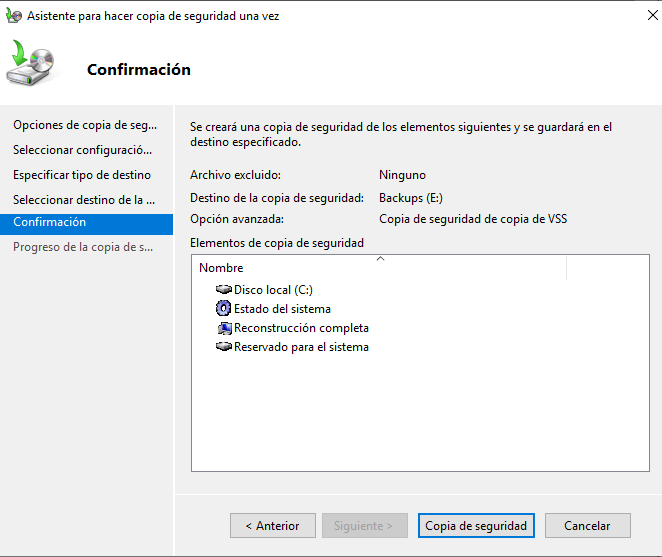 Asistente para hacer copia de seguridad una vez
Confirmación
Opciones de copia de seg...
Seleccionar configuració...
Especificar tipo de destino
Seleccionar destino de la ...
Confirmación
Progreso de la copia de s...
Se creará una copia de seguridad de los elementos siguientes y se guardará en el
destino especificado.
Archivo excluido: Ninguno
Destino de la copia de seguridad: Backups (E:)
Opción avanzada: Copia de seguridad de copia de VSS
Elementos de copia de seguridad
Nombre
Disco local (C:)
Estado del sistema
Reconstrucción completa
Reservado para el sistema
< Anterior Siguiente > Copia de seguridad Cancelar